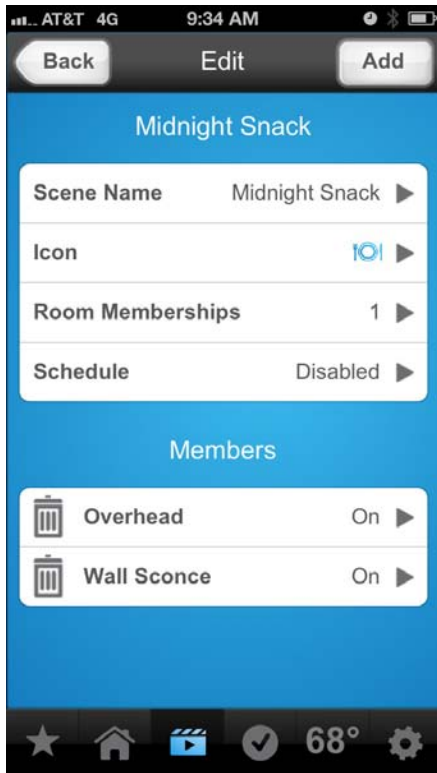 AT&T 4G 9:34 AM
Back Edit Add
Midnight Snack
Scene Name Midnight Snack
Icon
Room Memberships 1
Schedule Disabled
Members
Overhead On
Wall Sconce On
68°